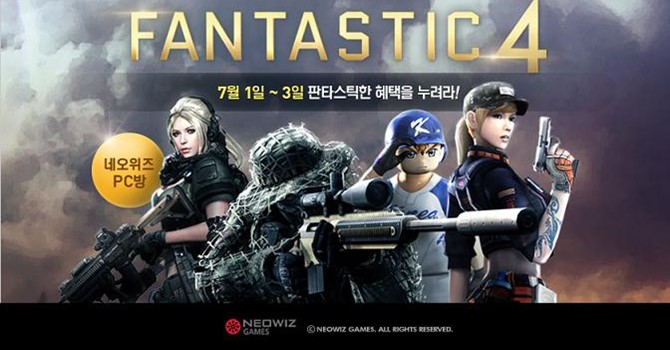 FANTASTIC 4
7월 1일 ~ 3일 판타스틱한 혜택을 누려라!
네오위즈
PC방
K
NEOWIZ
GAMES
ⓒ NEOWIZ GAMES. ALL RIGHTS RESERVED.